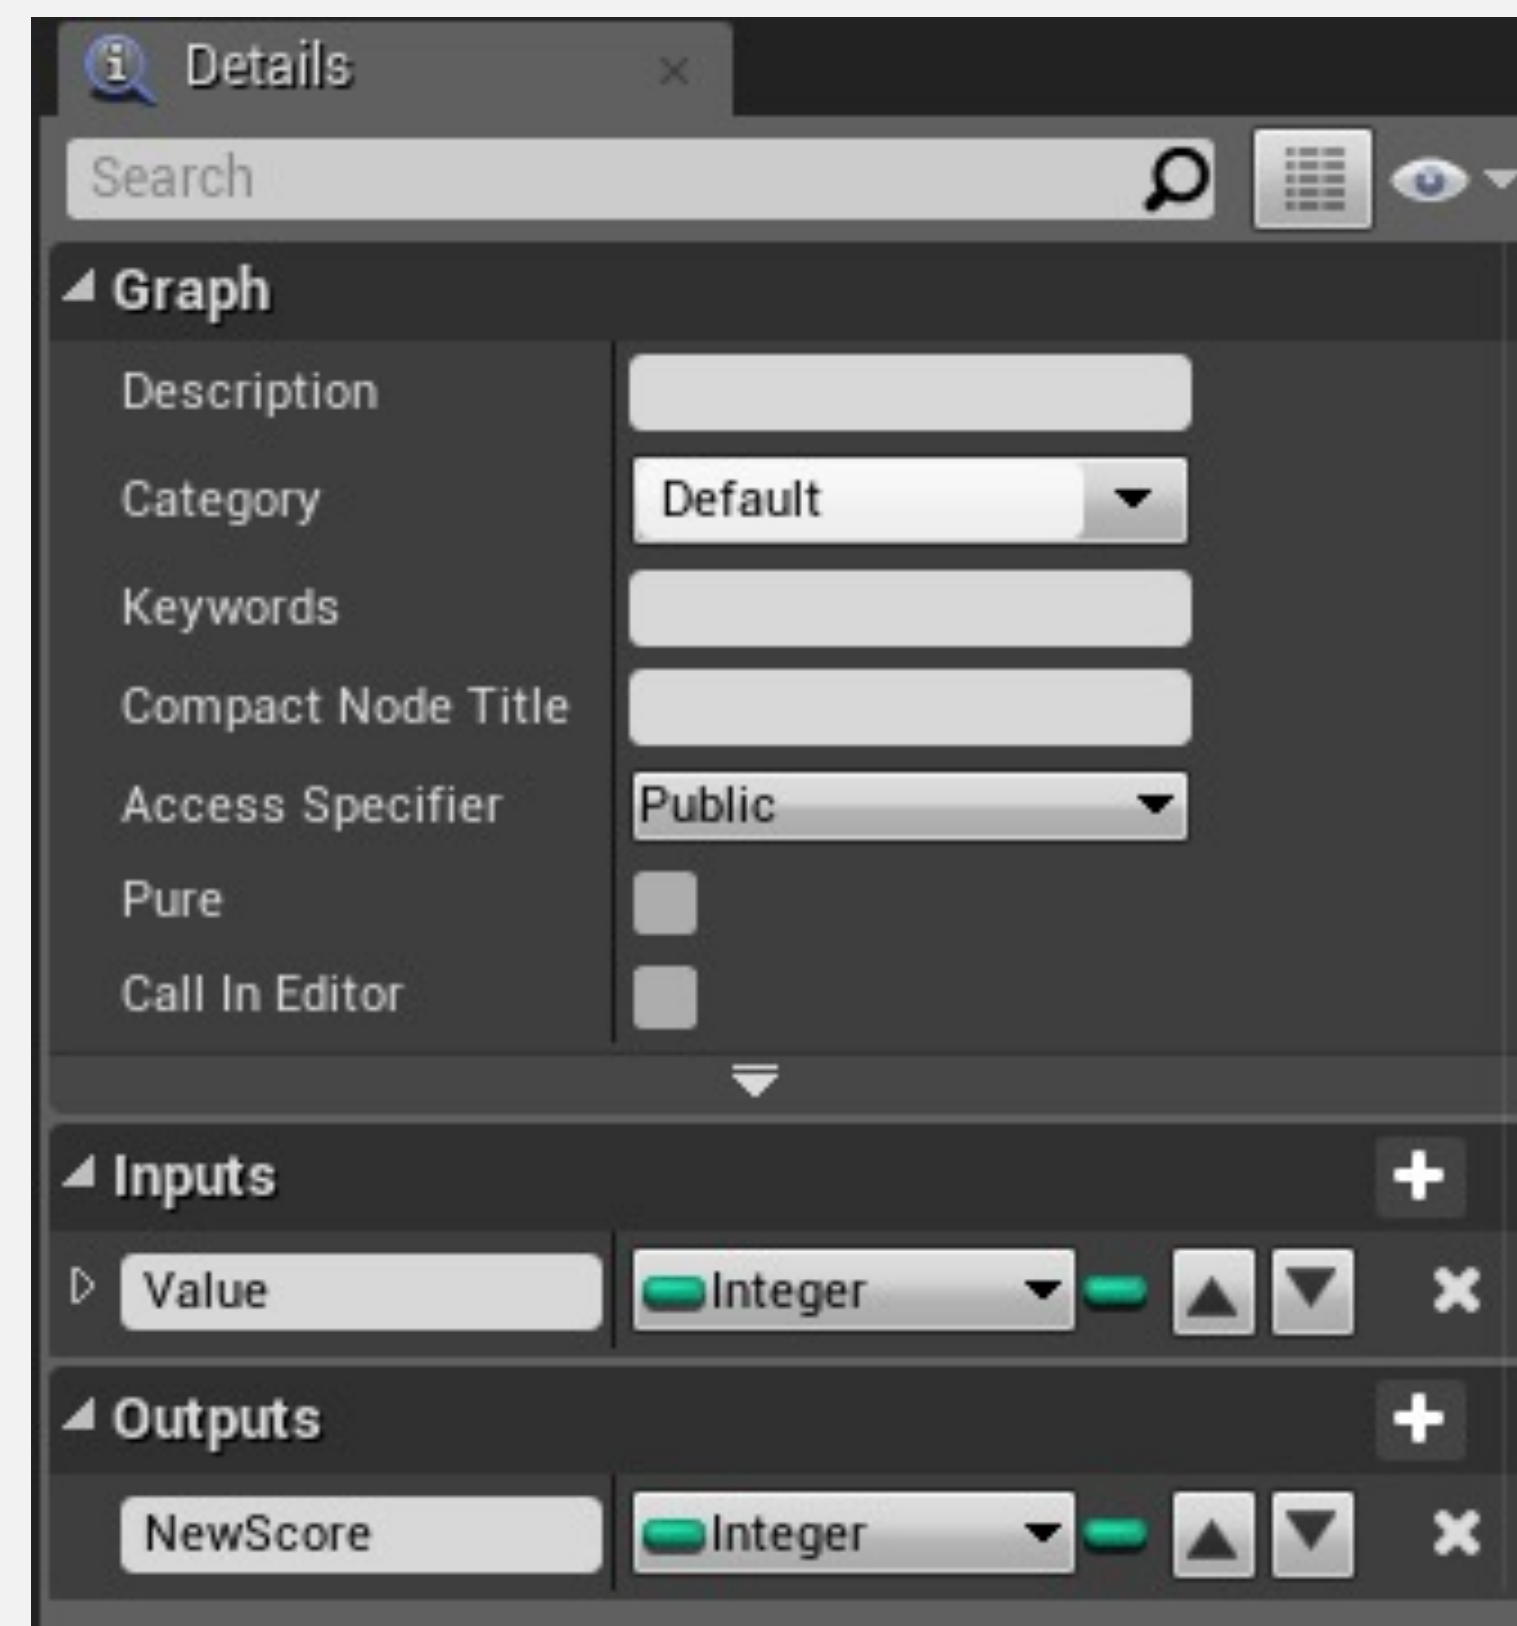 Details
Search
Graph
Description
Category Default
Keywords
Compact Node Title
Access Specifier Public
Pure
Call In Editor
Inputs
Value Integer
Outputs
NewScore Integer